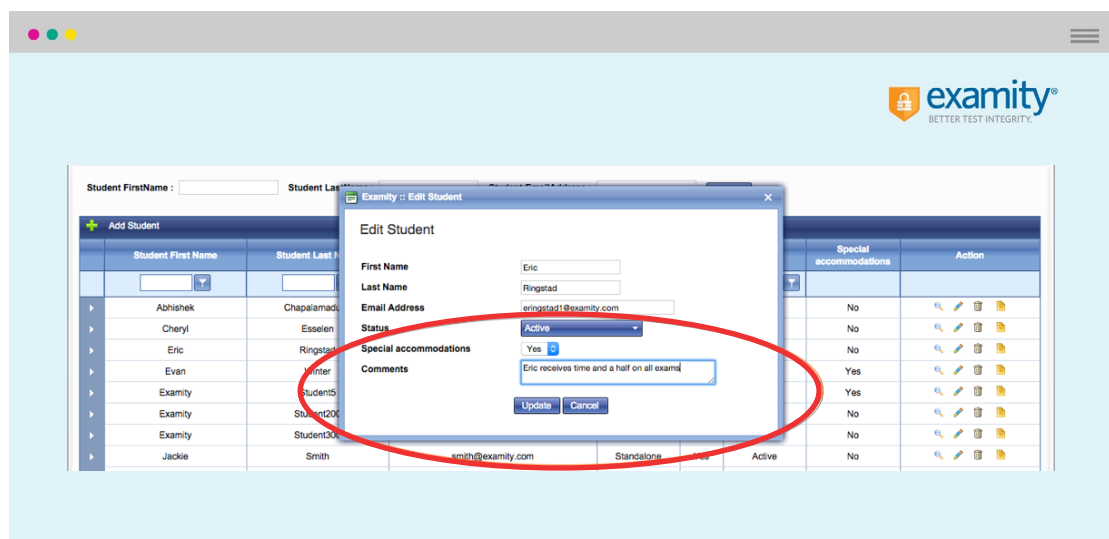 examity®
BETTER TEST INTEGRITY.
Student FirstName :
Examity :: Edit Student
Add Student
Edit Student
Student First Name
Special accommodations
Action
First Name Eric
Last Name Ringstad
Email Address eringstad1@examity.com
Status Active
Special accommodations Yes
Comments Eric receives time and a half on all exams
Update Cancel
Abhishek No
Cheryl Esselen No
Eric Ringstad No
Evan Winter Yes
Examity Student5 Yes
Examity No
Examity No
Jackie Smith smith@examity.com Standalone Active No